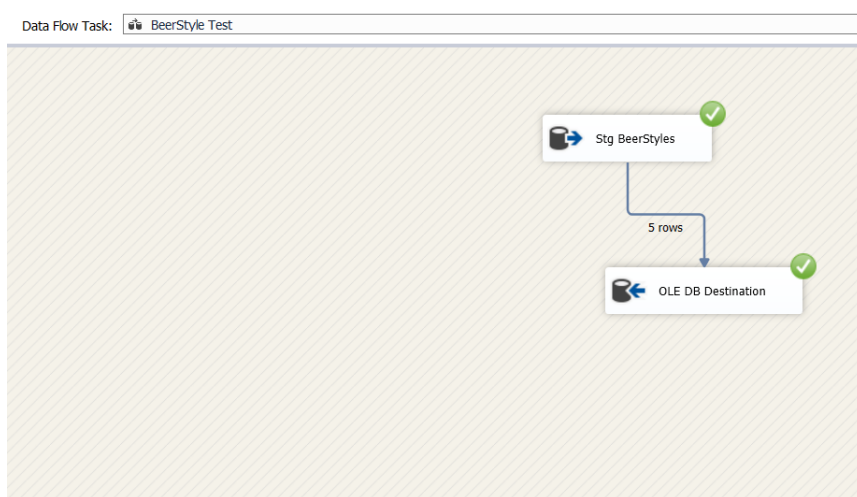 Data Flow Task: BeerStyle Test
Stg BeerStyles
5 rows
OLE DB Destination